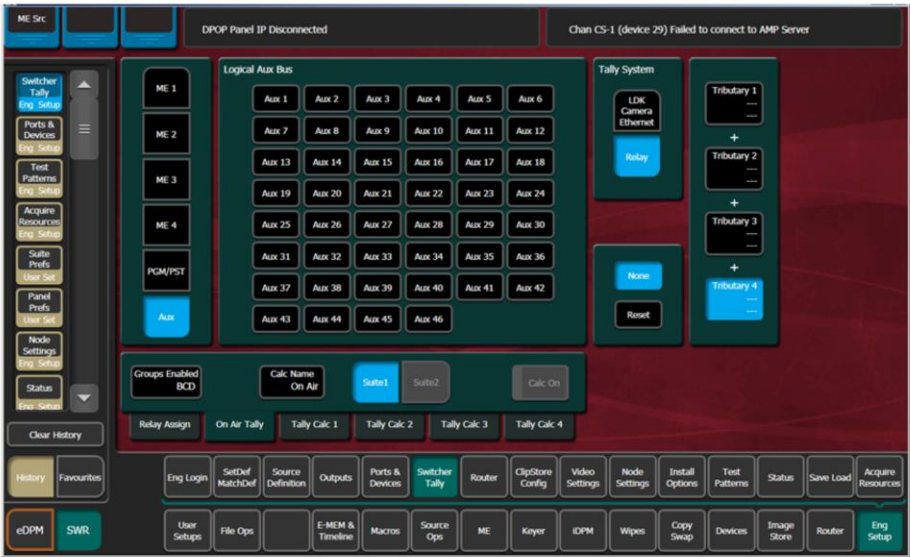 ME Src
DPOP Panel IP Disconnected
Chan CS-1 (device 29) Failed to connect to AMP Server
Switcher
Tally
Eng Setup
Ports &
Devices
Eng Setup
Test
Patterns
Eng Setup
Acquire
Resources
Eng Setup
Suite
Prefs
User Set
Panel
Prefs
User Set
Node
Settings
Eng Setup
Status
Eng Setup
Clear History
History
Favourites
eDPM
SWR
ME 1
ME 2
ME 3
ME 4
PGM/PST
Aux
Logical Aux Bus
Aux 1 Aux 2 Aux 3 Aux 4 Aux 5 Aux 6
Aux 7 Aux 8 Aux 9 Aux 10 Aux 11 Aux 12
Aux 13 Aux 14 Aux 15 Aux 16 Aux 17 Aux 18
Aux 19 Aux 20 Aux 21 Aux 22 Aux 23 Aux 24
Aux 25 Aux 26 Aux 27 Aux 28 Aux 29 Aux 30
Aux 31 Aux 32 Aux 33 Aux 34 Aux 35 Aux 36
Aux 37 Aux 38 Aux 39 Aux 40 Aux 41 Aux 42
Aux 43 Aux 44 Aux 45 Aux 46
Tally System
LDK
Camera
Ethernet
Relay
None
Reset
Tributary 1
---
---
+
Tributary 2
---
---
+
Tributary 3
---
---
+
Tributary 4
---
---
Groups Enabled
BCD
Calc Name
On Air
Suite1
Suite2
Calc On
Relay Assign On Air Tally Tally Calc 1 Tally Calc 2 Tally Calc 3 Tally Calc 4
Eng Login
SetDef
MatchDef
Source
Definition
Outputs
Ports &
Devices
Switcher
Tally
Router
ClipStore
Config
Video
Settings
Node
Settings
Install
Options
Test
Patterns
Status
Save Load
Acquire
Resources
User
Setups
File Ops
E-MEM &
Timeline
Macros
Source
Ops
ME
Keyer
iDPM
Wipes
Copy
Swap
Devices
Image
Store
Router
Eng
Setup